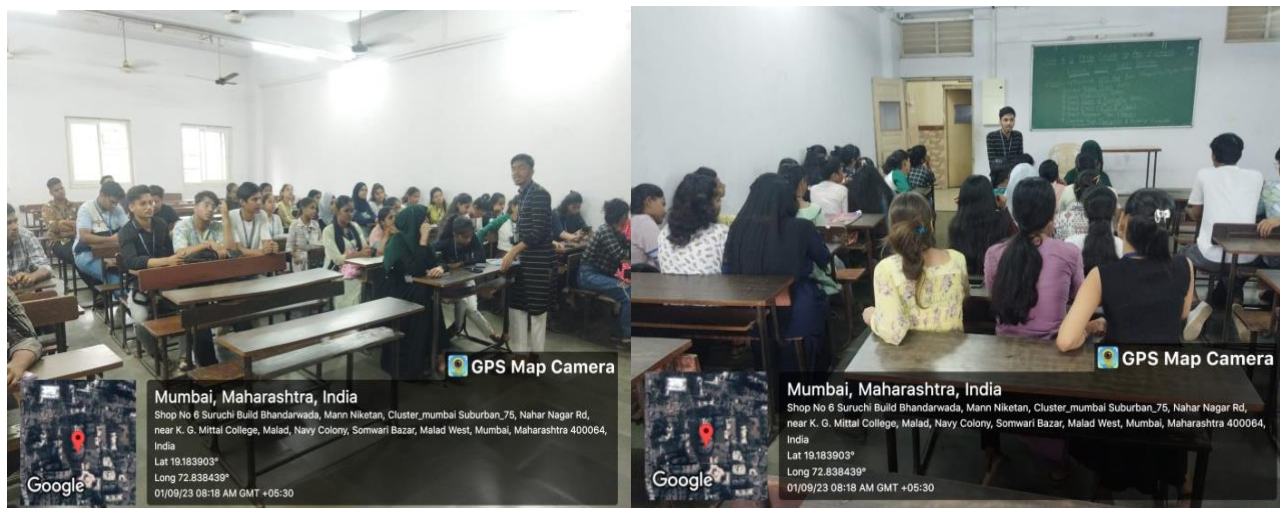 GPS Map Camera
Mumbai, Maharashtra, India
Shop No 6 Suruchi Build Bhandarwada, Mann Niketan, Cluster_mumbai Suburban_75, Nahar Nagar Rd,
near K. G. Mittal College, Malad, Navy Colony, Somwari Bazar, Malad West, Mumbai, Maharashtra 400064,
India
Lat 19.183903°
Long 72.838439°
01/09/23 08:18 AM GMT +05:30
Google
GPS Map Camera
Mumbai, Maharashtra, India
Shop No 6 Suruchi Build Bhandarwada, Mann Niketan, Cluster_mumbai Suburban_75, Nahar Nagar Rd,
near K. G. Mittal College, Malad, Navy Colony, Somwari Bazar, Malad West, Mumbai, Maharashtra 400064,
India
Lat 19.183903°
Long 72.838439°
01/09/23 08:18 AM GMT +05:30
Google